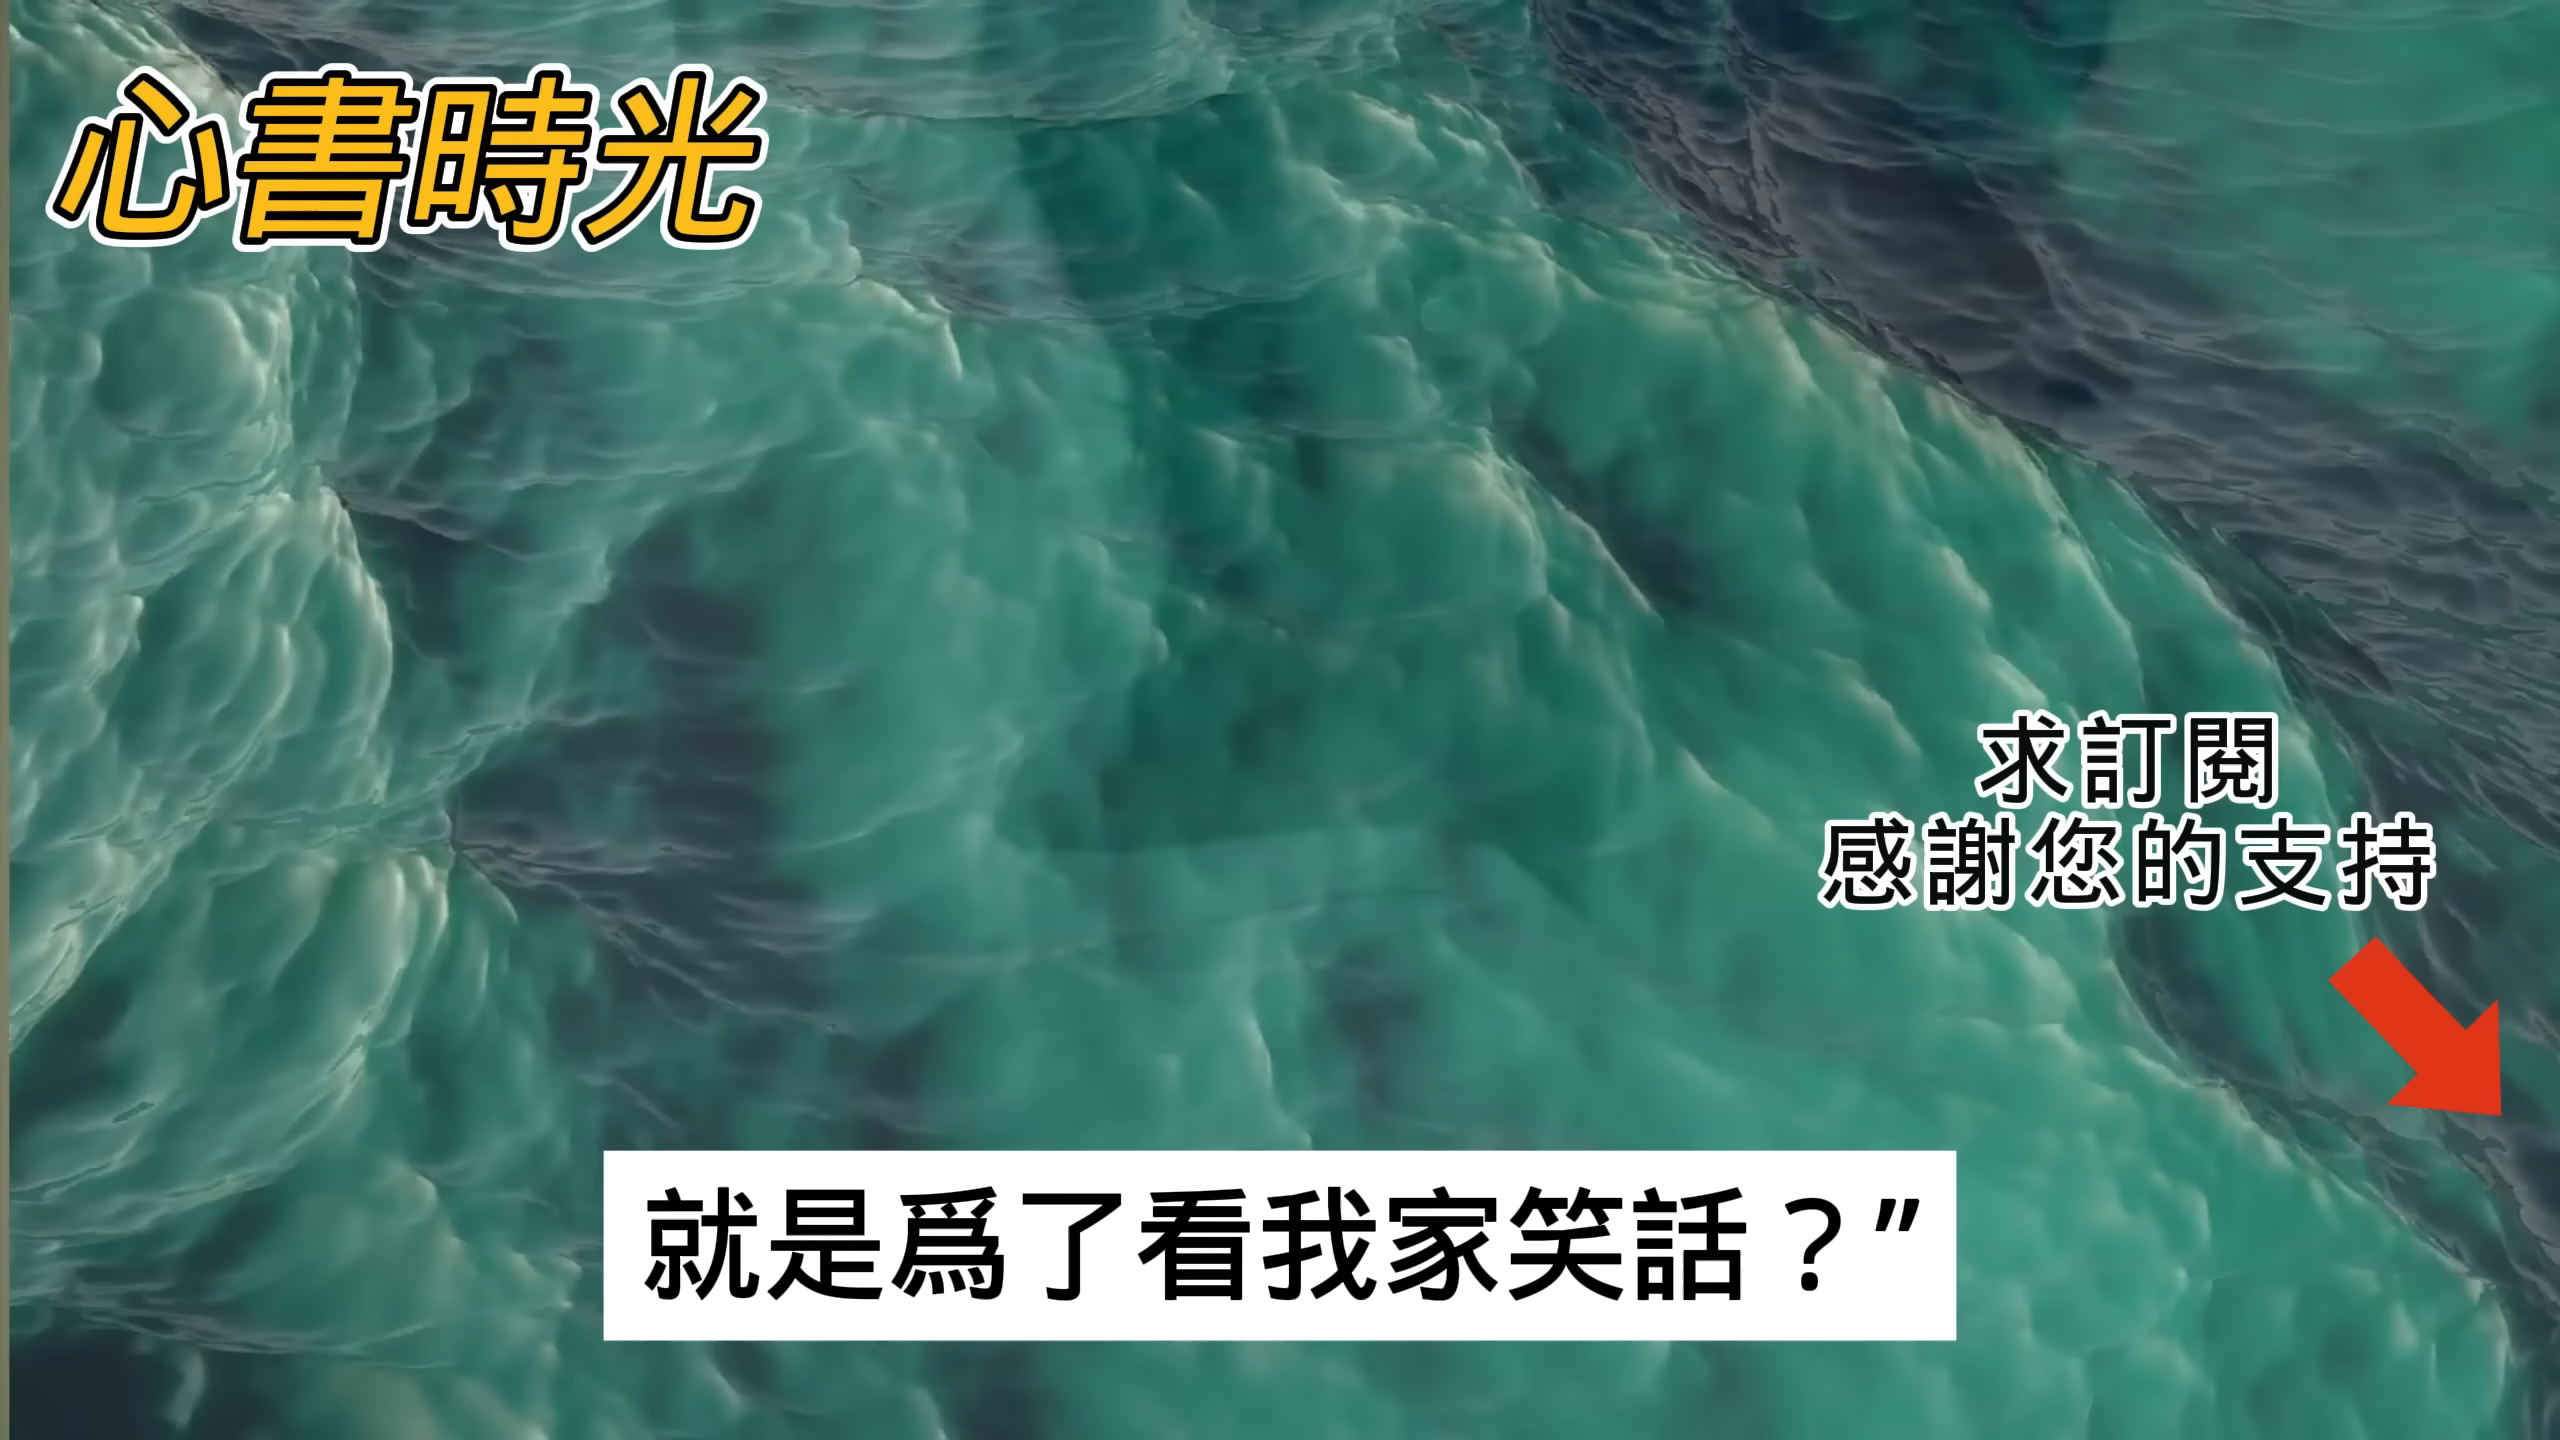 心書時光
求訂閱
感謝您的支持
就是爲了看我家笑話？”